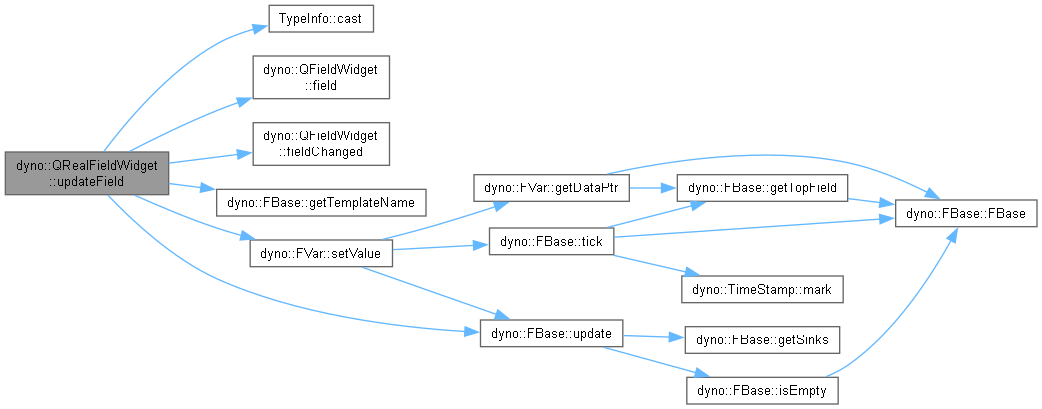 TypeInfo::cast
dyno::QFieldWidget
::field
dyno::QFieldWidget
::fieldChanged
dyno::QRealFieldWidget
::updateField
dyno::FBase::getTemplateName
dyno::FVar::setValue
dyno::FVar::getDataPtr
dyno::FBase::getTopField
dyno::FBase::FBase
dyno::FBase::tick
dyno::TimeStamp::mark
dyno::FBase::update
dyno::FBase::getSinks
dyno::FBase::isEmpty